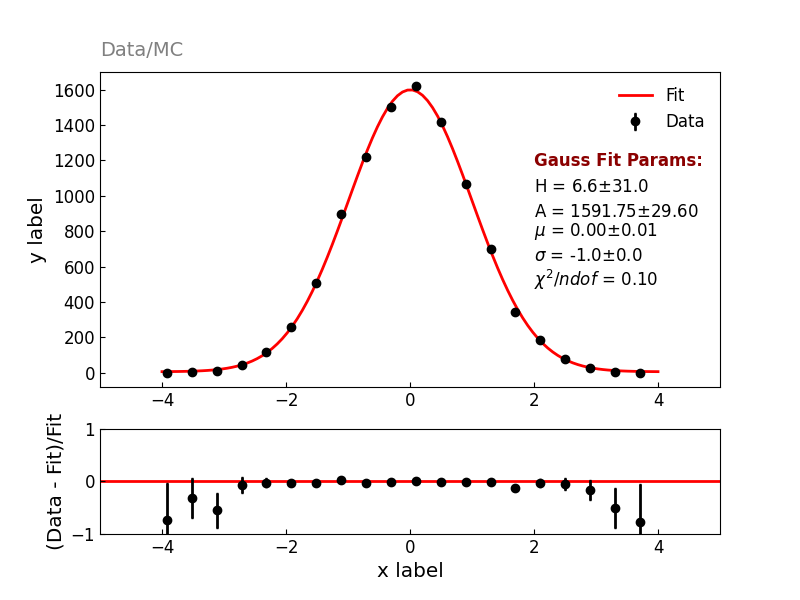 Data/MC
1600
1400
1200
1000
800
600
400
200
0
y label
Fit
Data
Gauss Fit Params:
H = 6.6±31.0
A = 1591.75±29.60
μ = 0.00±0.01
σ = -1.0±0.0
χ²/ndof = 0.10
−4 −2 0 2 4
1
0
−1
(Data - Fit)/Fit
−4 −2 0 2 4
x label